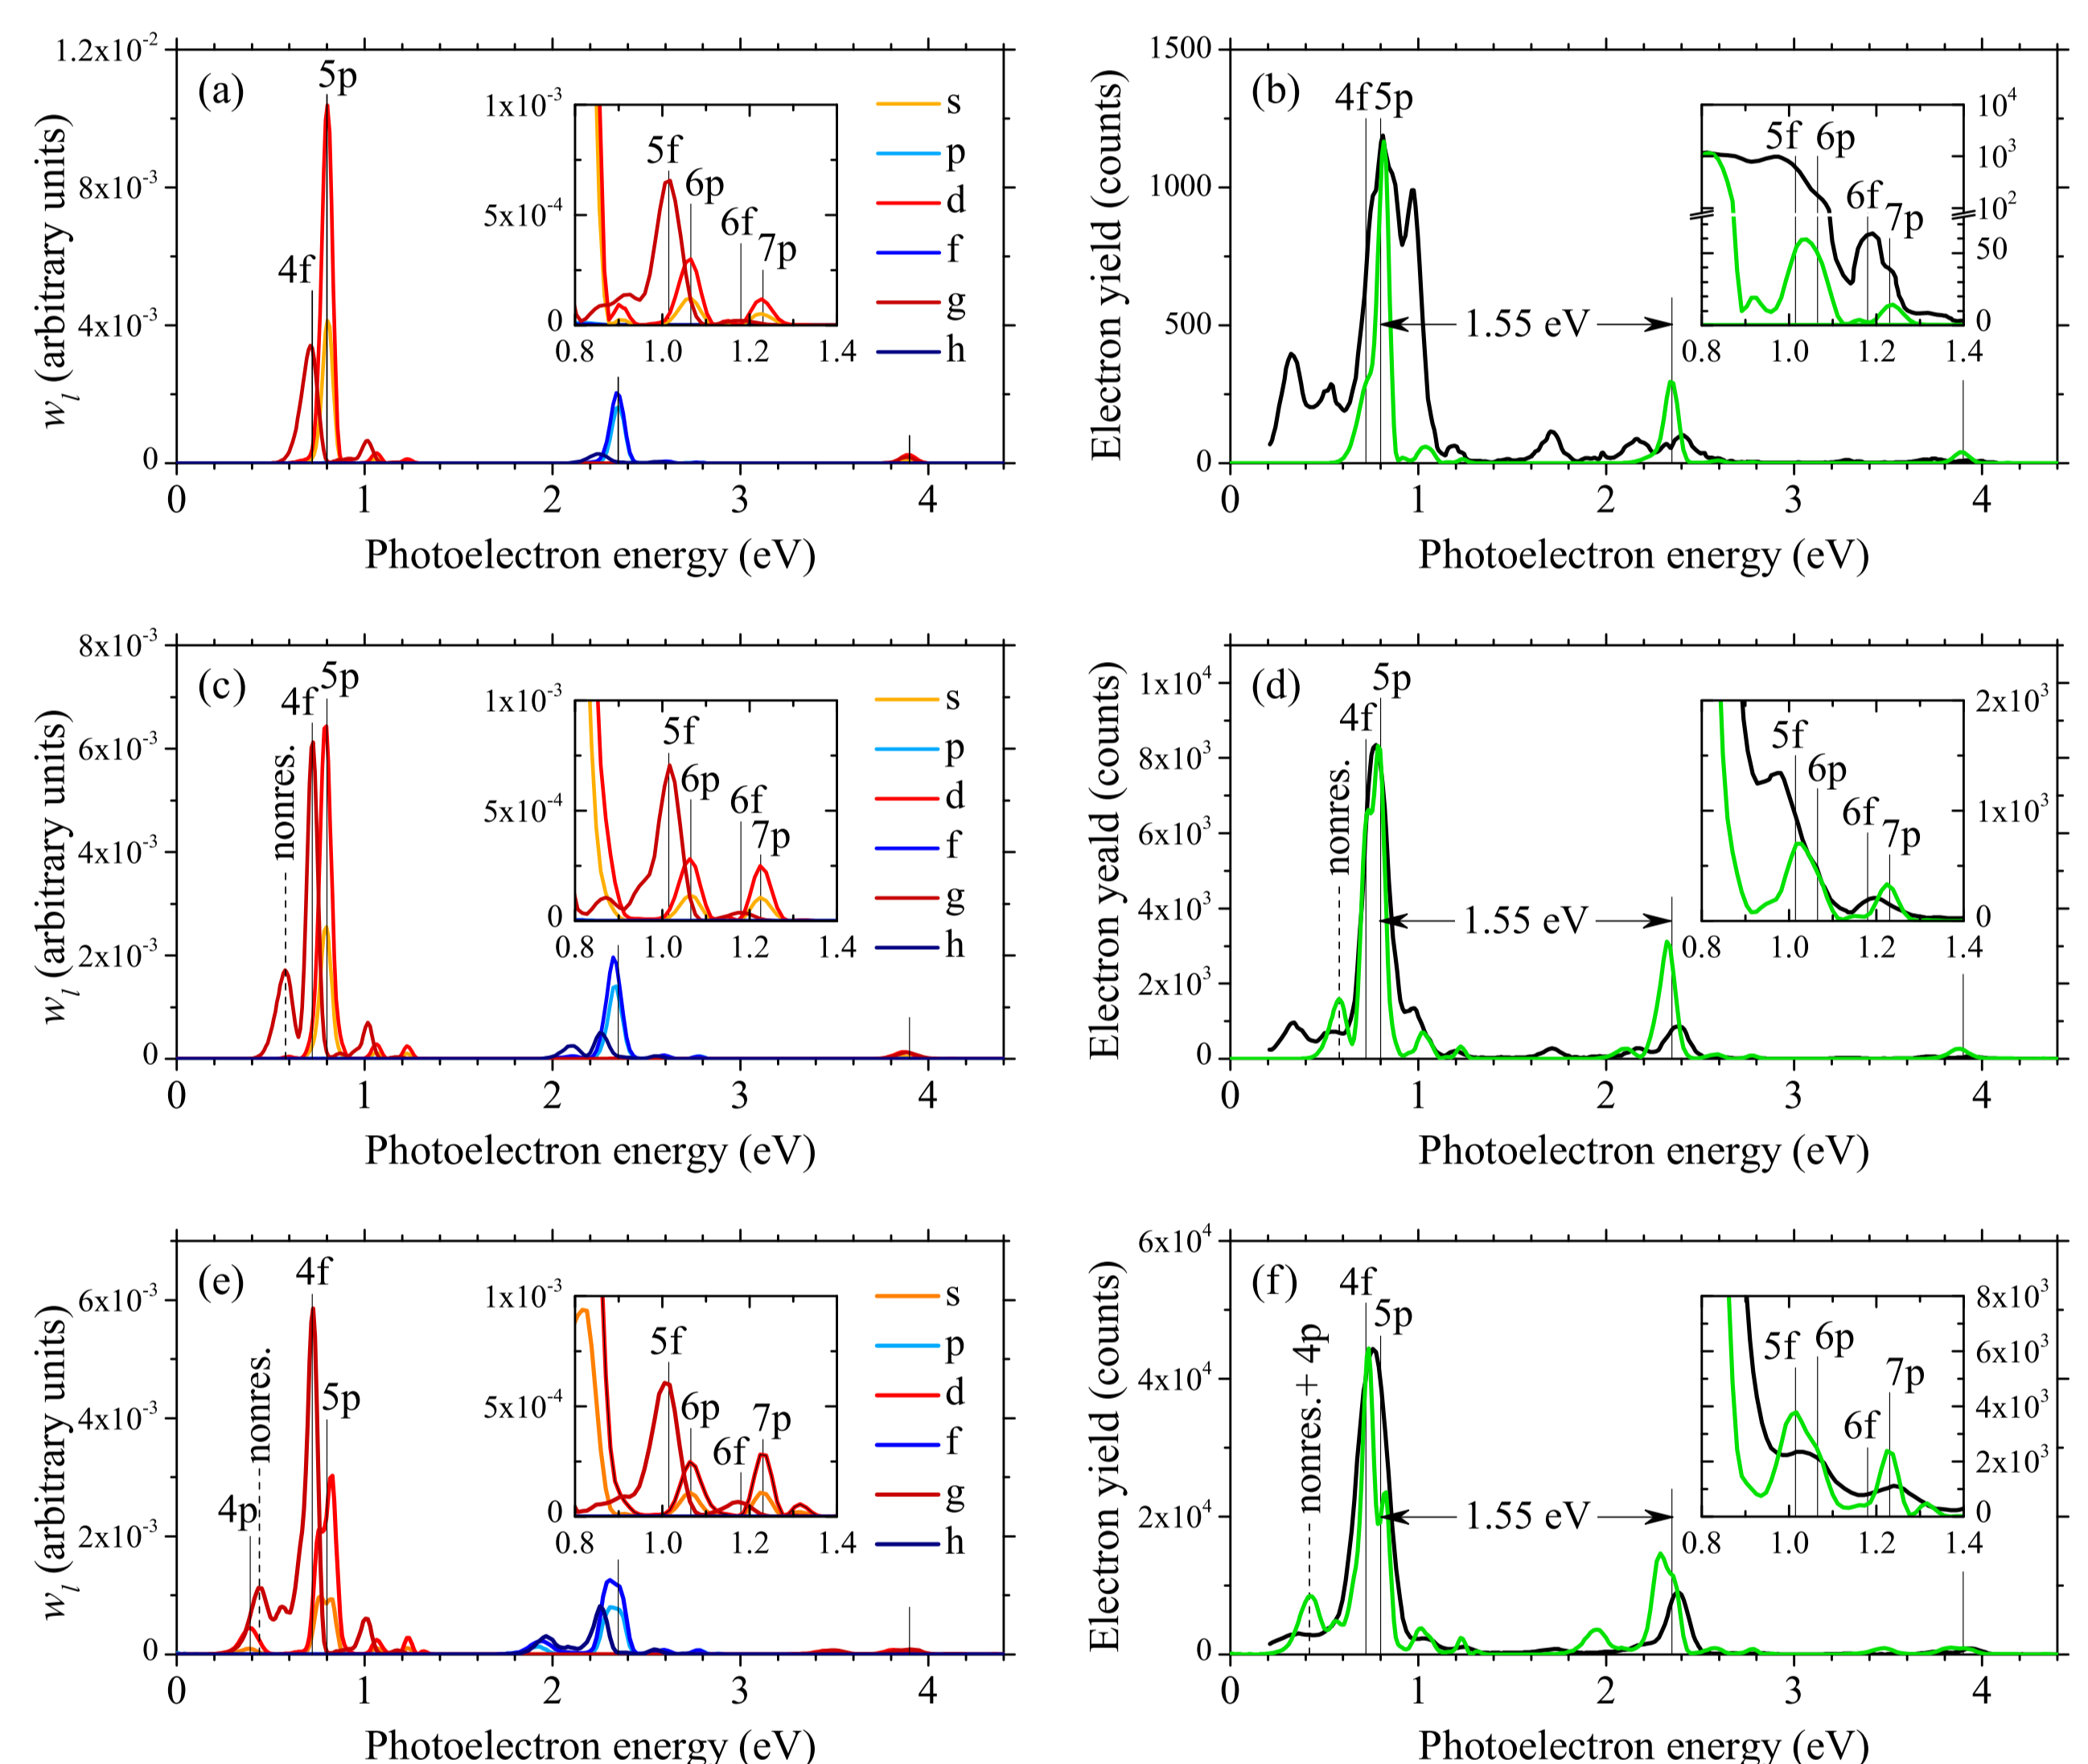 (a)
1.2x10⁻²
8x10⁻³
4x10⁻³
0
w_l (arbitrary units)
4f
5p
1x10⁻³
5x10⁻⁴
0
5f
6p
6f
7p
0.8 1.0 1.2 1.4
s
p
d
f
g
h
0 1 2 3 4
Photoelectron energy (eV)
(b)
1500
1000
500
0
Electron yield (counts)
4f 5p
1.55 eV
5f 6p
6f
7p
10⁴
10³
10²
50
0
0.8 1.0 1.2 1.4
0 1 2 3 4
Photoelectron energy (eV)
(c)
8x10⁻³
6x10⁻³
4x10⁻³
2x10⁻³
0
w_l (arbitrary units)
nonres.
4f
5p
1x10⁻³
5x10⁻⁴
0
5f
6p
6f
7p
0.8 1.0 1.2 1.4
s
p
d
f
g
h
0 1 2 3 4
Photoelectron energy (eV)
(d)
1x10⁴
8x10³
6x10³
4x10³
2x10³
0
Electron yeald (counts)
nonres.
4f
5p
1.55 eV
5f
6p
6f
7p
2x10³
1x10³
0
0.8 1.0 1.2 1.4
0 1 2 3 4
Photoelectron energy (eV)
(e)
6x10⁻³
4x10⁻³
2x10⁻³
0
w_l (arbitrary units)
4p
nonres.
4f
5p
1x10⁻³
5x10⁻⁴
0
5f
6p
6f
7p
0.8 1.0 1.2 1.4
s
p
d
f
g
h
0 1 2 3 4
Photoelectron energy (eV)
(f)
6x10⁴
4x10⁴
2x10⁴
0
Electron yield (counts)
nonres.+ 4p
4f
5p
1.55 eV
5f
6p
6f
7p
8x10³
6x10³
4x10³
2x10³
0
0.8 1.0 1.2 1.4
0 1 2 3 4
Photoelectron energy (eV)